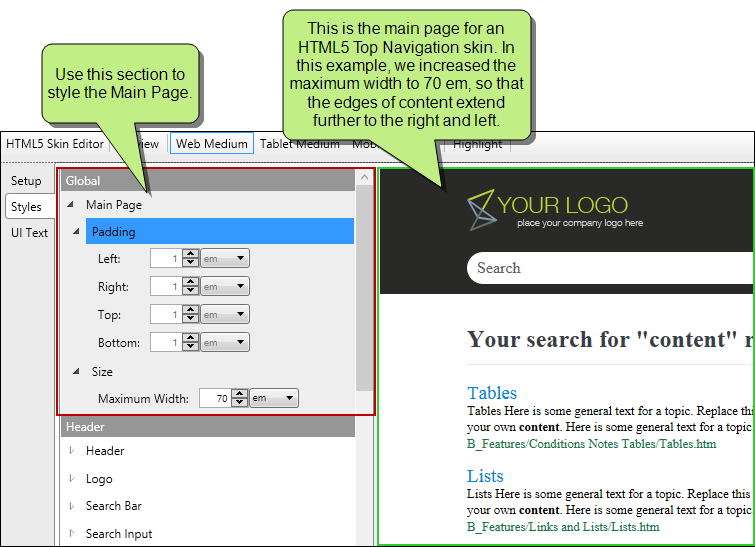 Use this section to
style the Main Page.
This is the main page for an
HTML5 Top Navigation skin. In
this example, we increased the
maximum width to 70 em, so that
the edges of content extend
further to the right and left.
HTML5 Skin Editor
Web Medium
Tablet Medium
Highlight
Setup
Styles
UI Text
Global
Main Page
Padding
Left: 1 em
Right: 1 em
Top: 1 em
Bottom: 1 em
Size
Maximum Width: 70 em
Header
Header
Logo
Search Bar
Search Input
YOUR LOGO
place your company logo here
Search
Your search for "content"
Tables
Tables Here is some general text for a topic. Replace this
your own content. Here is some general text for a topic.
B_Features/Conditions Notes Tables/Tables.htm
Lists
Lists Here is some general text for a topic. Replace this
your own content. Here is some general text for a topic.
B_Features/Links and Lists/Lists.htm